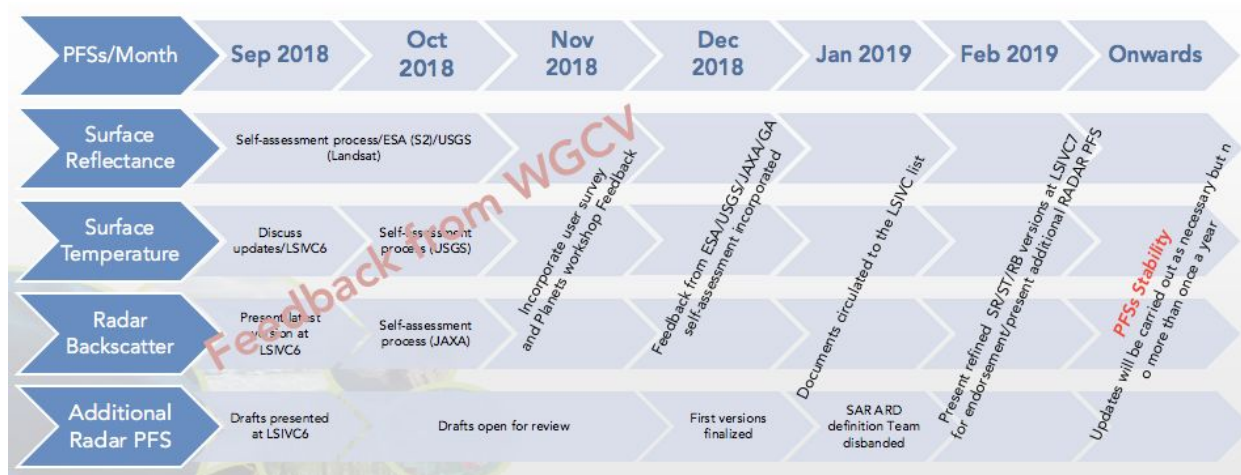 PFSs/Month
Sep 2018
Oct
2018
Nov
2018
Dec
2018
Jan 2019
Feb 2019
Onwards
Surface
Reflectance
Self-assessment process/ESA (S2)/USGS
(Landsat)
Surface
Temperature
Discuss
updates/LSIVC6
Self-assessment
process (USGS)
Radar
Backscatter
Present latest
version at
LSIVC6
Self-assessment
process (JAXA)
Additional
Radar PFS
Drafts presented
at LSIVC6
Drafts open for review
First versions
finalized
SAR ARD
definition Team
disbanded
Feedback from WGCV
Incorporate user survey
and Planets workshop Feedback
Feedback from ESA/USGS/JAXA/GA
self-assessment incorporated
Documents circulated to the LSIVC list
Present refined SR/ST/RB versions at LSIVC7
for endorsement/present additional RADAR PFS
PFSs Stability
Updates will be carried out as necessary but n
o more than once a year